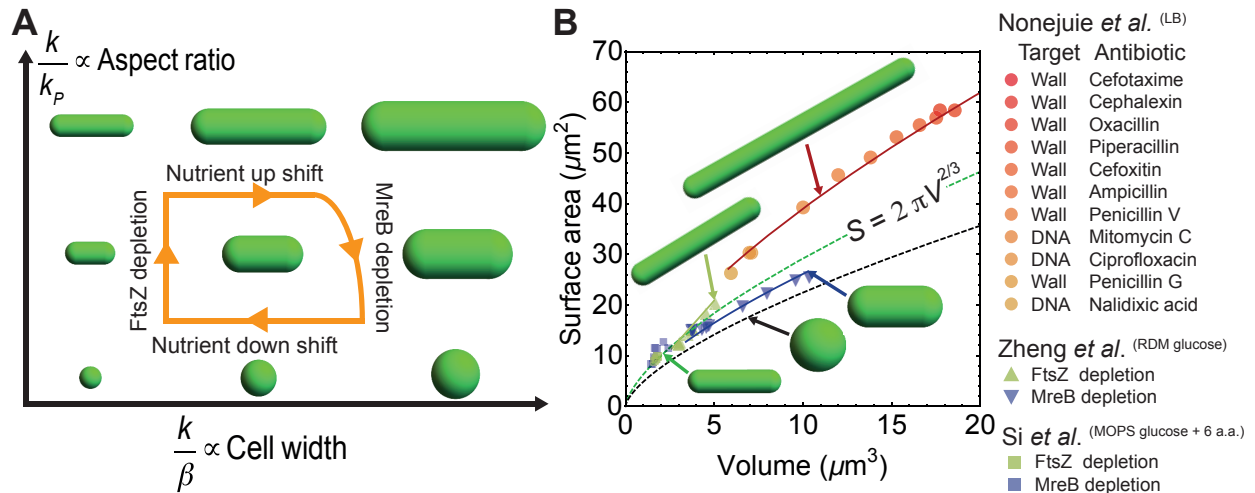 A
k/k_P ∝ Aspect ratio
Nutrient up shift
FtsZ depletion
MreB depletion
Nutrient down shift
k/β ∝ Cell width
B
Surface area (μm²)
70
60
50
40
30
20
10
0
S = 2 π V^{2/3}
0 5 10 15 20
Volume (μm³)
Nonejuie et al. (LB)
Target Antibiotic
Wall Cefotaxime
Wall Cephalexin
Wall Oxacillin
Wall Piperacillin
Wall Cefoxitin
Wall Ampicillin
Wall Penicillin V
DNA Mitomycin C
DNA Ciprofloxacin
Wall Penicillin G
DNA Nalidixic acid
Zheng et al. (RDM glucose)
FtsZ depletion
MreB depletion
Si et al. (MOPS glucose + 6 a.a.)
FtsZ depletion
MreB depletion